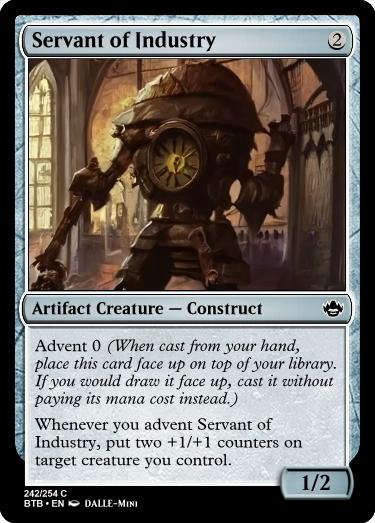 Servant of Industry 2
Artifact Creature — Construct
Advent 0 (When cast from your hand,
place this card face up on top of your library.
If you would draw it face up, cast it without
paying its mana cost instead.)
Whenever you advent Servant of
Industry, put two +1/+1 counters on
target creature you control.
1/2
242/254 C
BTB • EN DALLE-Mini